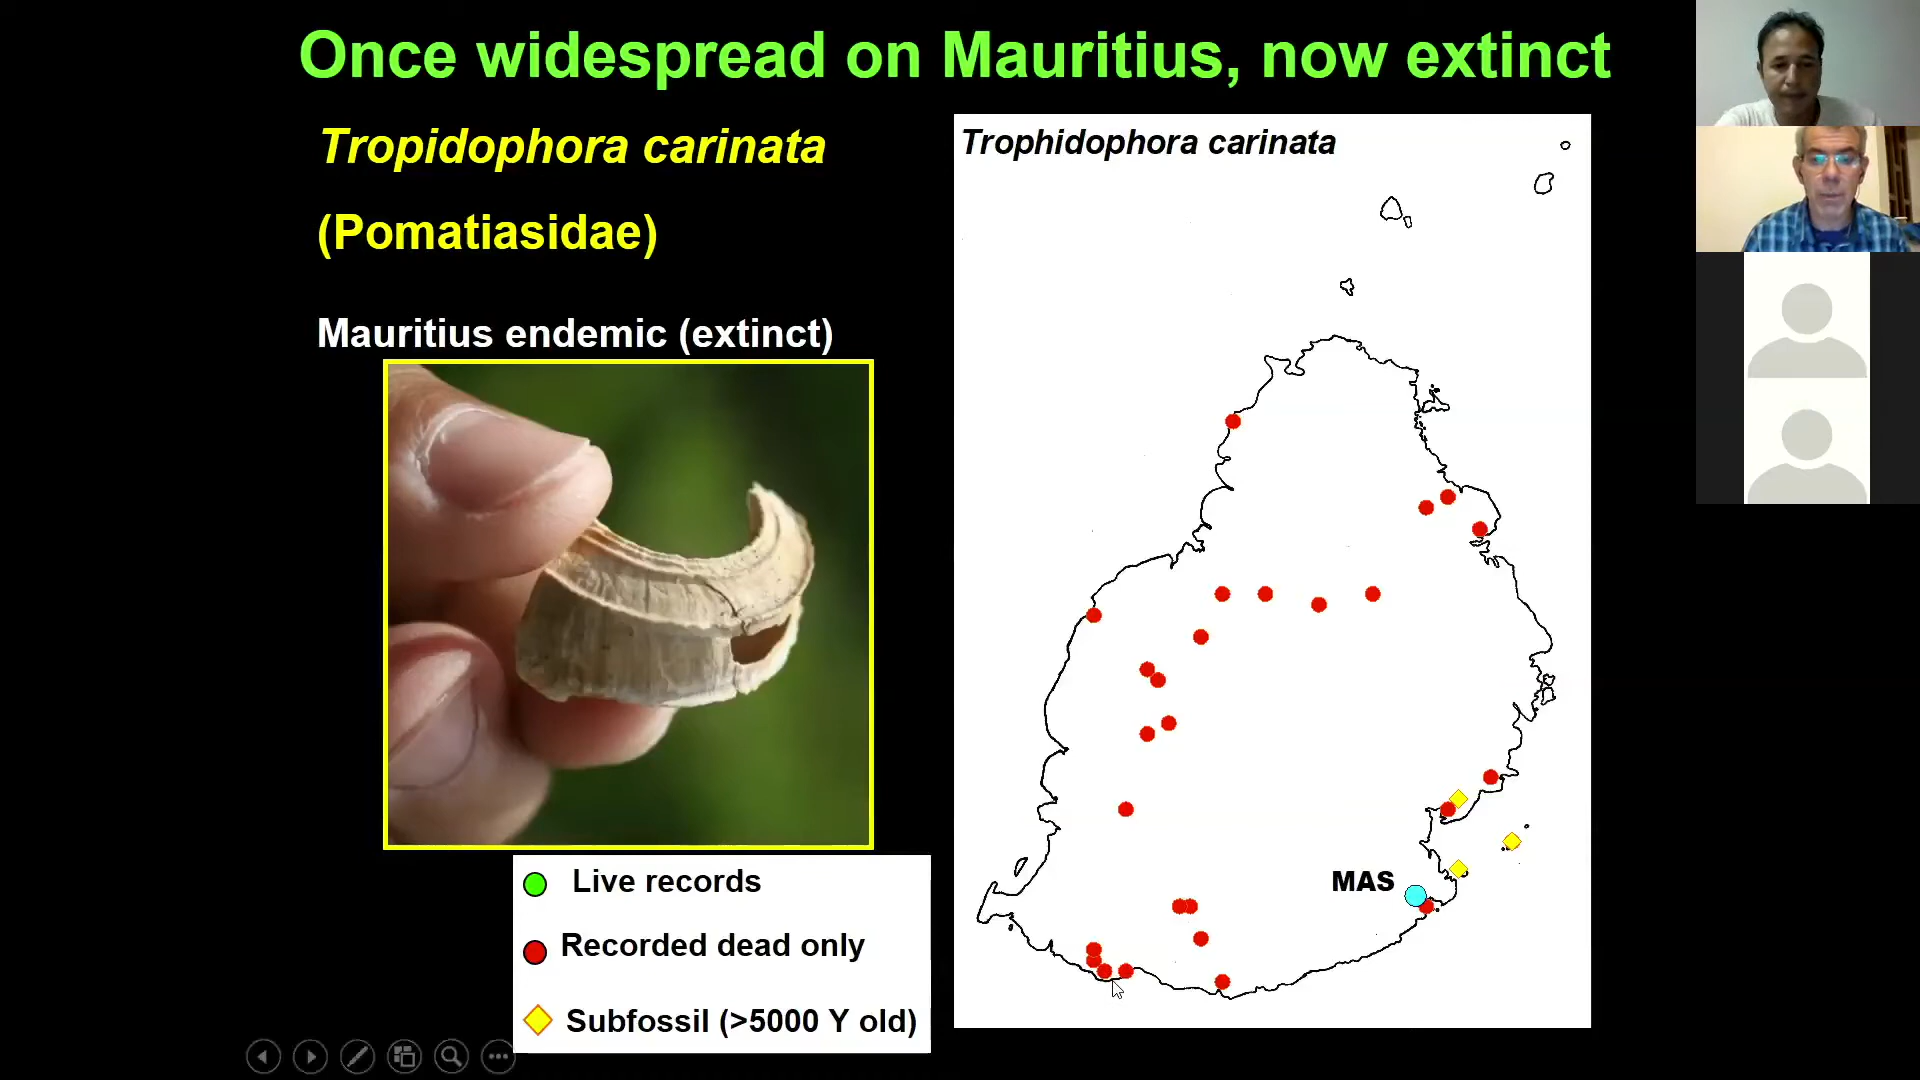 Once widespread on Mauritius, now extinct
Tropidophora carinata
(Pomatiasidae)
Mauritius endemic (extinct)
Trophidophora carinata
MAS
Live records
Recorded dead only
Subfossil (>5000 Y old)